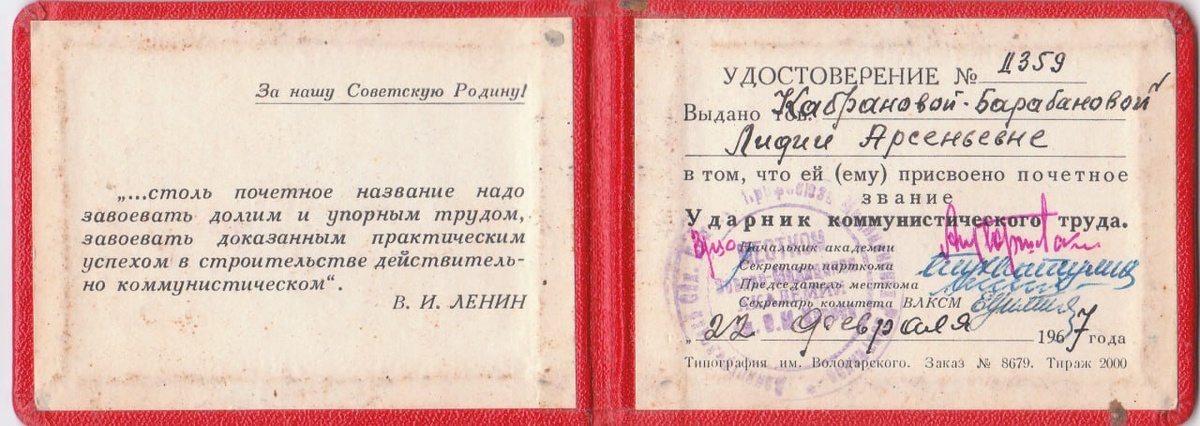 За нашу Советскую Родину!
„...столь почетное название надо
завоевать долгим и упорным трудом,
завоевать доказанным практическим
успехом в строительстве действитель-
но коммунистическом“.
В. И. ЛЕНИН
УДОСТОВЕРЕНИЕ № Д359
Выдано тов. Кабрановой-Барабановой
Лидии Арсеньевне
в том, что ей (ему) присвоено почетное
звание
Ударник коммунистического труда.
Начальник академии
Секретарь парткома
Председатель месткома
Секретарь комитета ВЛКСМ
„22 февраля 1967 года
Типография им. Володарского. Заказ № 8679. Тираж 2000
МЕСТКОМ
АКАДЕМИИ